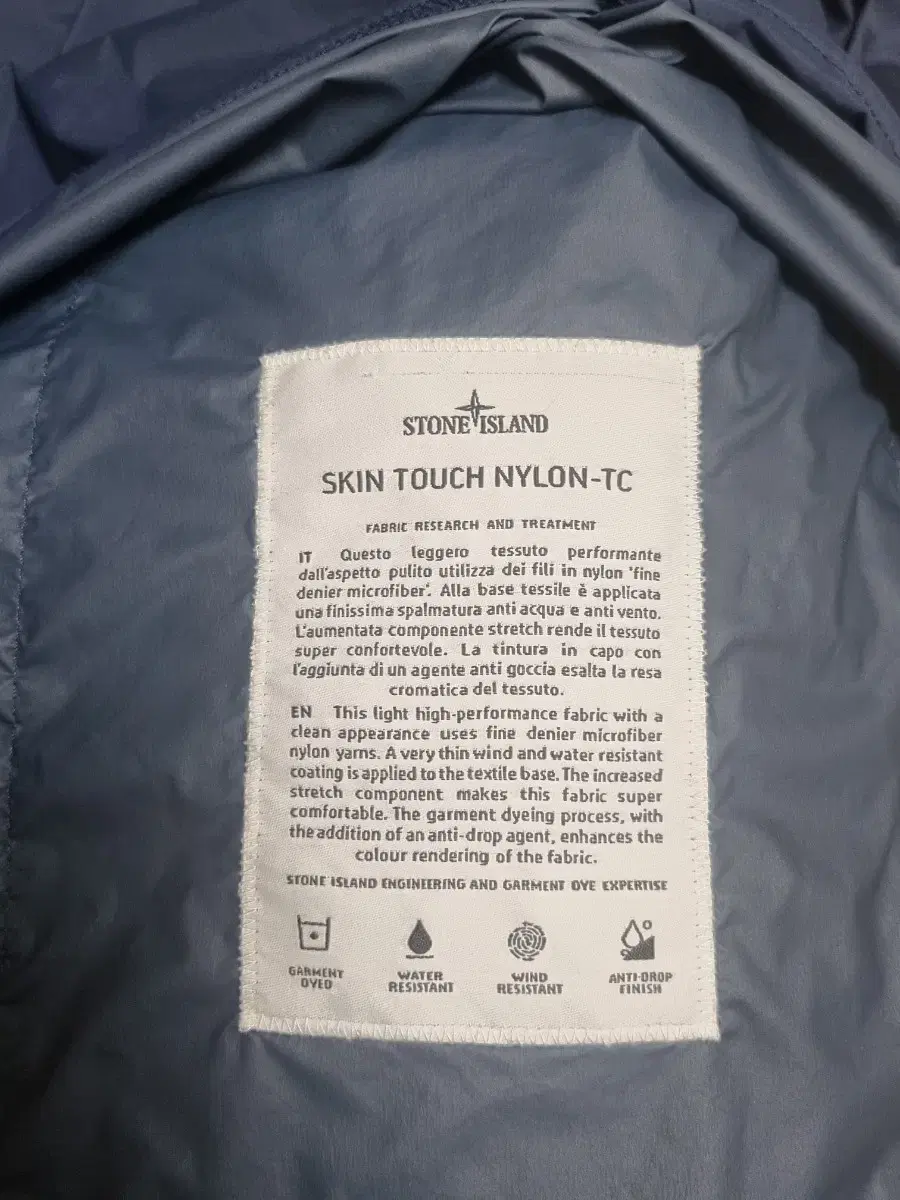 STONE ISLAND
SKIN TOUCH NYLON-TC
FABRIC RESEARCH AND TREATMENT
IT Questo leggero tessuto performante
dall'aspetto pulito utilizza dei fili in nylon 'fine
denier microfiber'. Alla base tessile è applicata
una finissima spalmatura anti acqua e anti vento.
L'aumentata componente stretch rende il tessuto
super confortevole. La tintura in capo con
l'aggiunta di un agente anti goccia esalta la resa
cromatica del tessuto.
EN This light high-performance fabric with a
clean appearance uses fine denier microfiber
nylon yarns. A very thin wind and water resistant
coating is applied to the textile base. The increased
stretch component makes this fabric super
comfortable. The garment dyeing process, with
the addition of an anti-drop agent, enhances the
colour rendering of the fabric.
STONE ISLAND ENGINEERING AND GARMENT DYE EXPERTISE
GARMENT DYED
WATER RESISTANT
WIND RESISTANT
ANTI-DROP FINISH